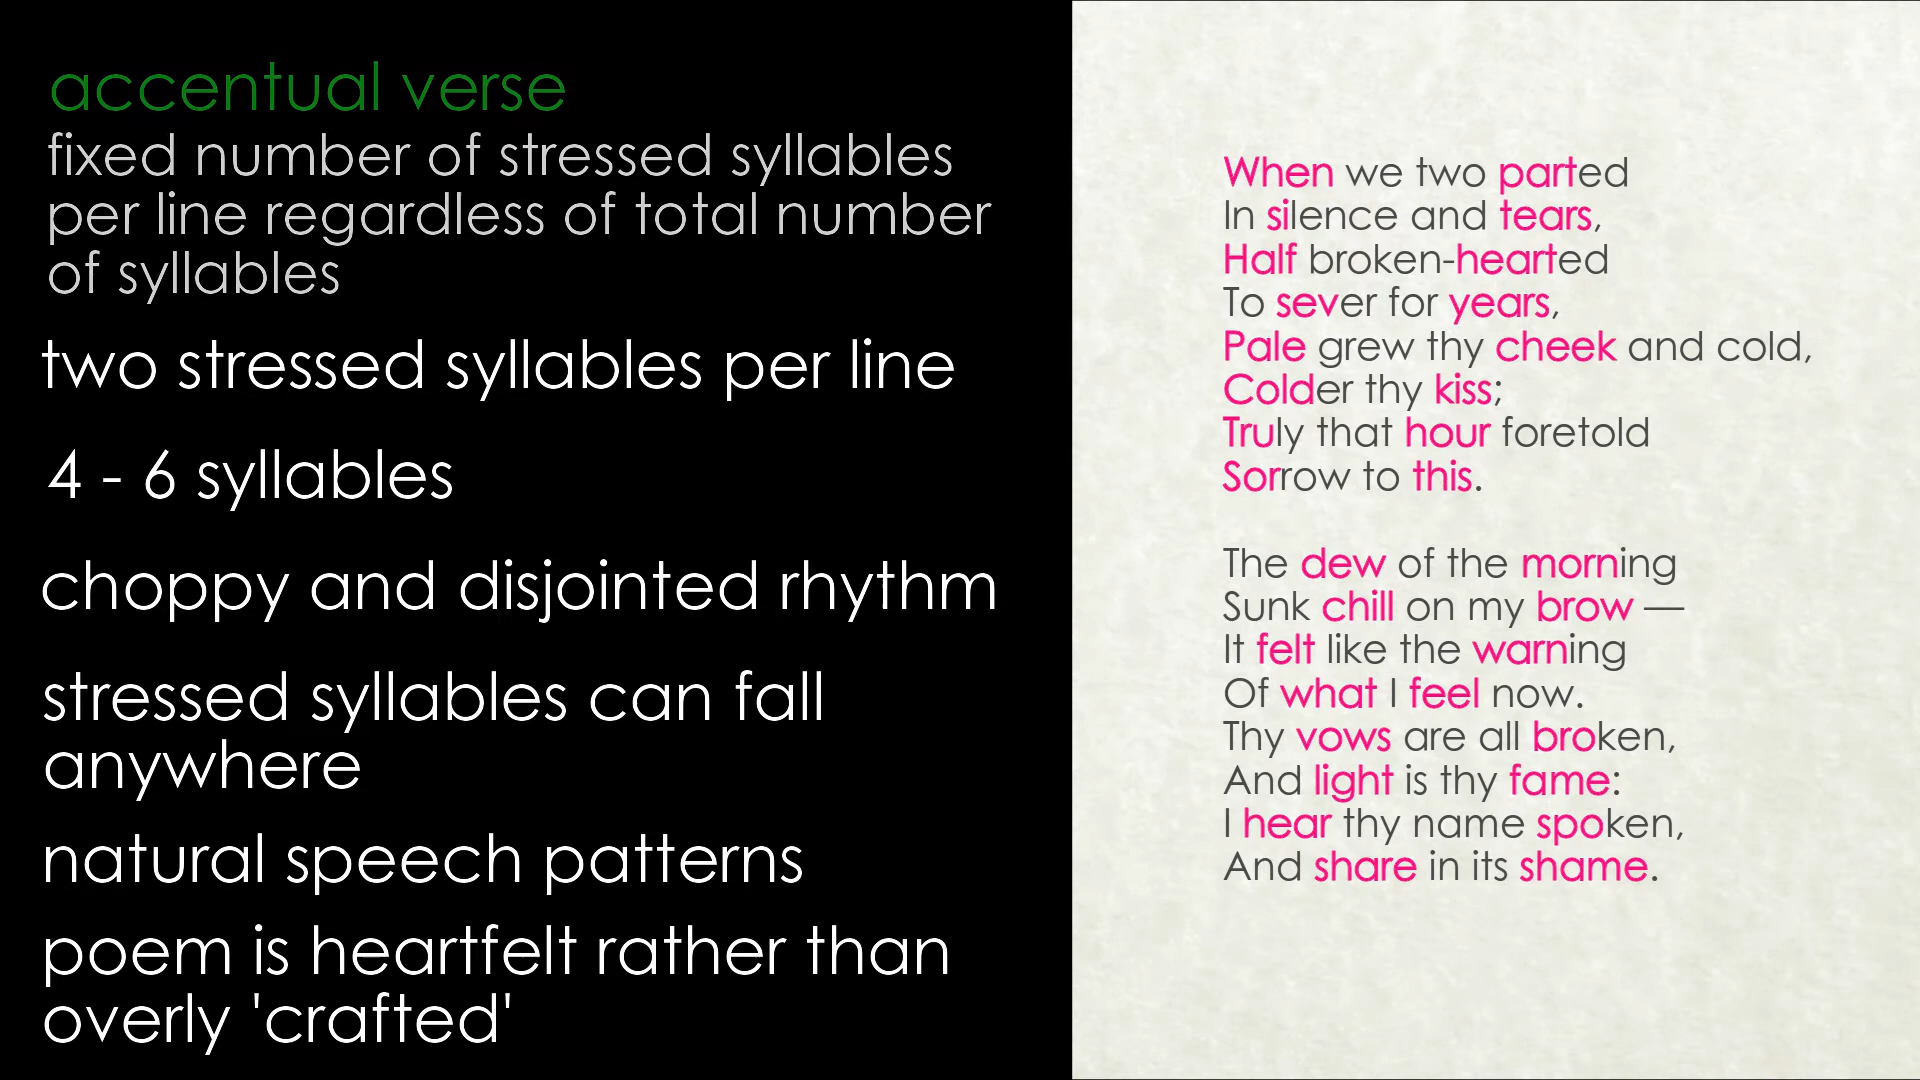 accentual verse
fixed number of stressed syllables
per line regardless of total number
of syllables
two stressed syllables per line
4 - 6 syllables
choppy and disjointed rhythm
stressed syllables can fall
anywhere
natural speech patterns
poem is heartfelt rather than
overly 'crafted'
When we two parted
In silence and tears,
Half broken-hearted
To sever for years,
Pale grew thy cheek and cold,
Colder thy kiss;
Truly that hour foretold
Sorrow to this.
The dew of the morning
Sunk chill on my brow —
It felt like the warning
Of what I feel now.
Thy vows are all broken,
And light is thy fame:
I hear thy name spoken,
And share in its shame.